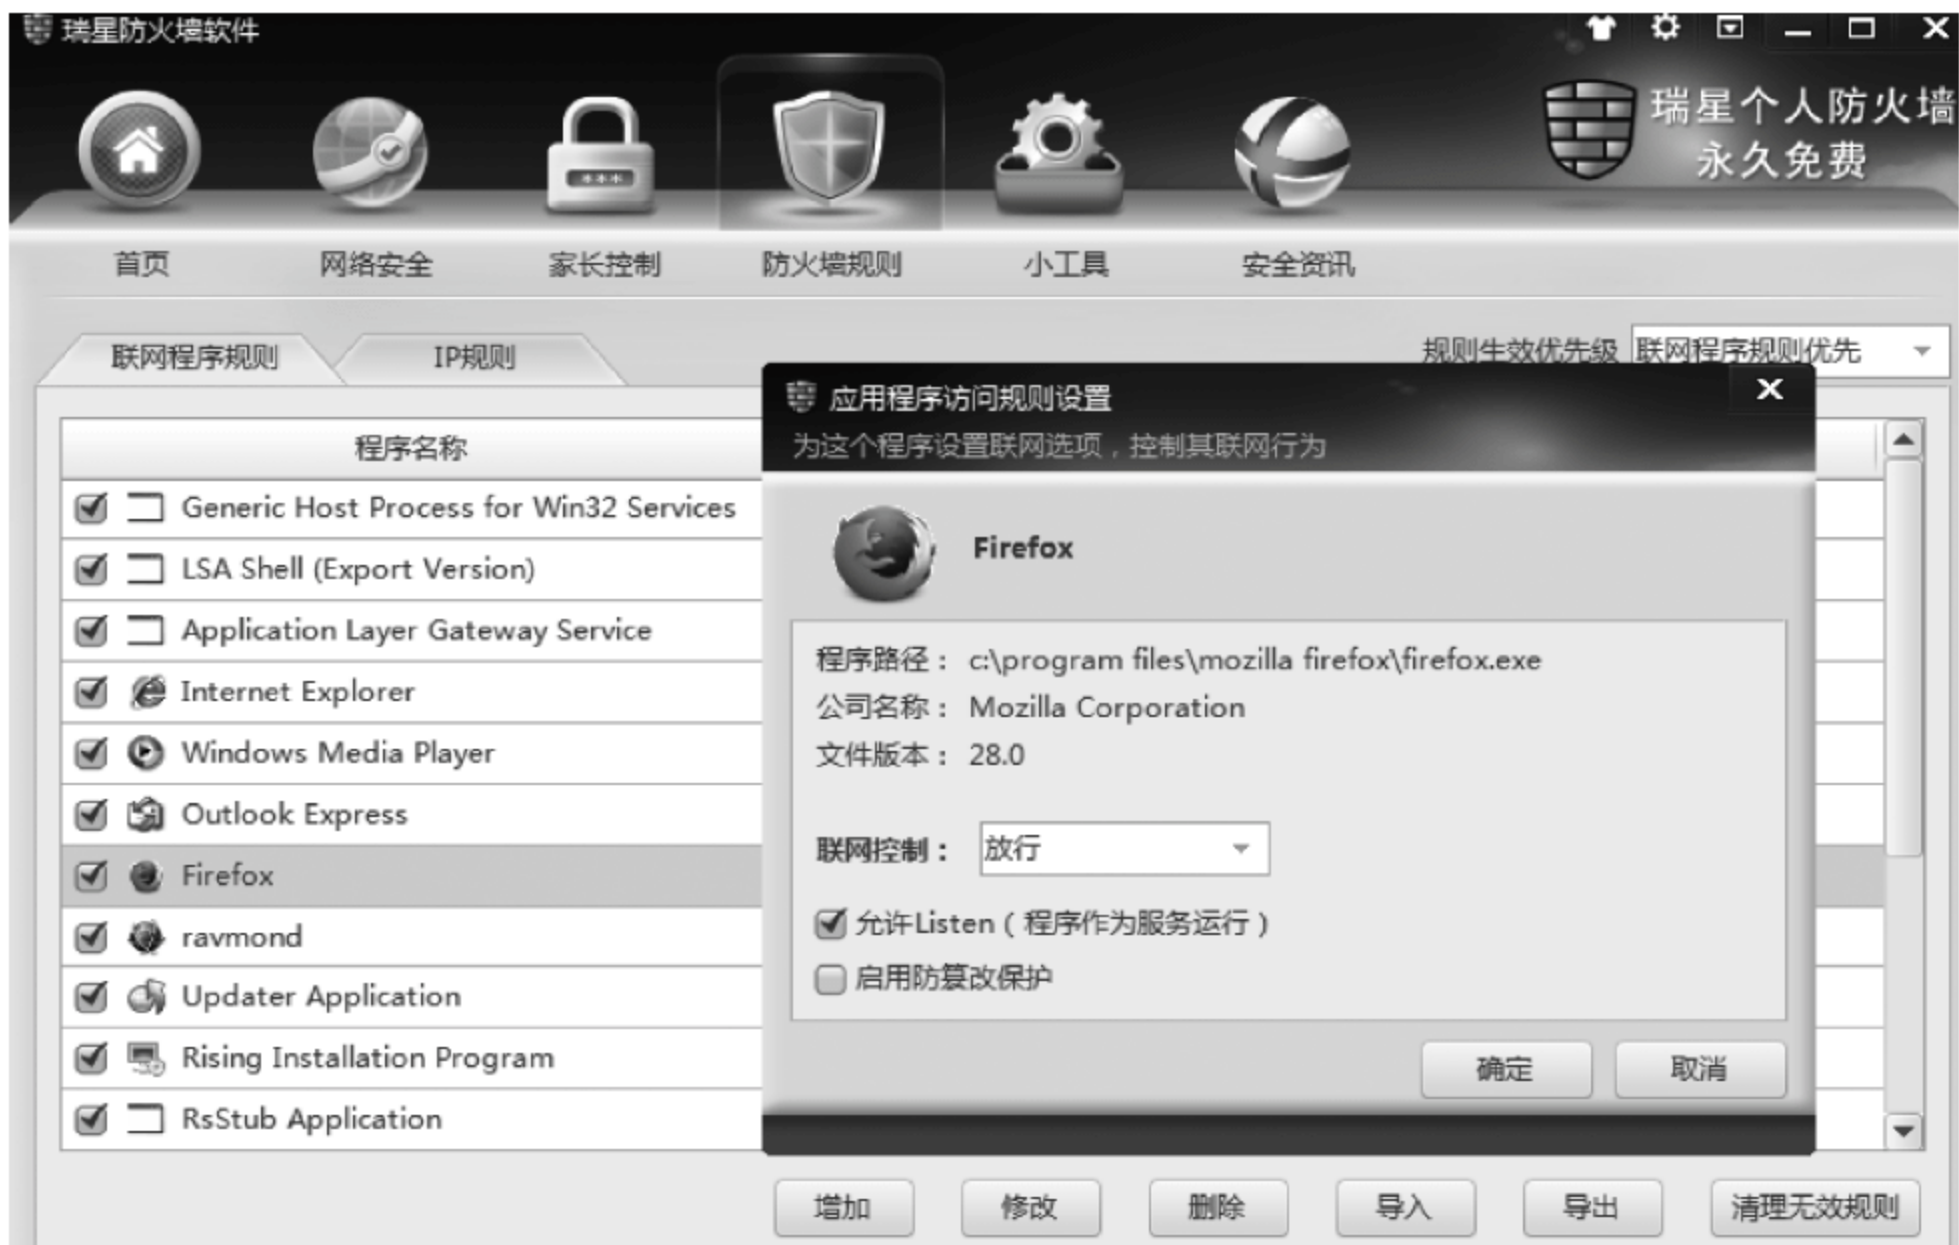 瑞星防火墙软件
瑞星个人防火墙
永久免费
首页 网络安全 家长控制 防火墙规则 小工具 安全资讯
联网程序规则 IP规则 规则生效优先级 联网程序规则优先
程序名称
Generic Host Process for Win32 Services
LSA Shell (Export Version)
Application Layer Gateway Service
Internet Explorer
Windows Media Player
Outlook Express
Firefox
ravmond
Updater Application
Rising Installation Program
RsStub Application
应用程序访问规则设置
为这个程序设置联网选项，控制其联网行为
Firefox
程序路径： c:\program files\mozilla firefox\firefox.exe
公司名称： Mozilla Corporation
文件版本： 28.0
联网控制： 放行
允许Listen（程序作为服务运行）
启用防篡改保护
确定 取消
增加 修改 删除 导入 导出 清理无效规则